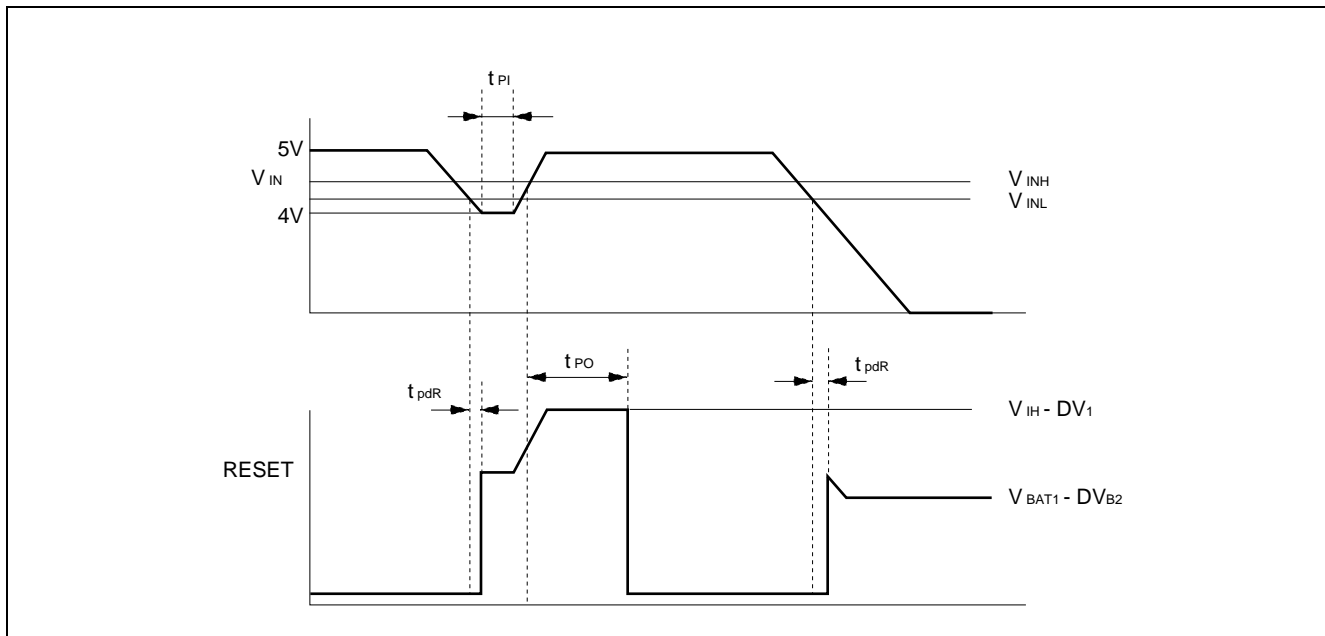 t PI
5V
V IN
V INH
V INL
4V
t PO
t pdR
t pdR
V IH - DV1
RESET
V BAT1 - DVB2